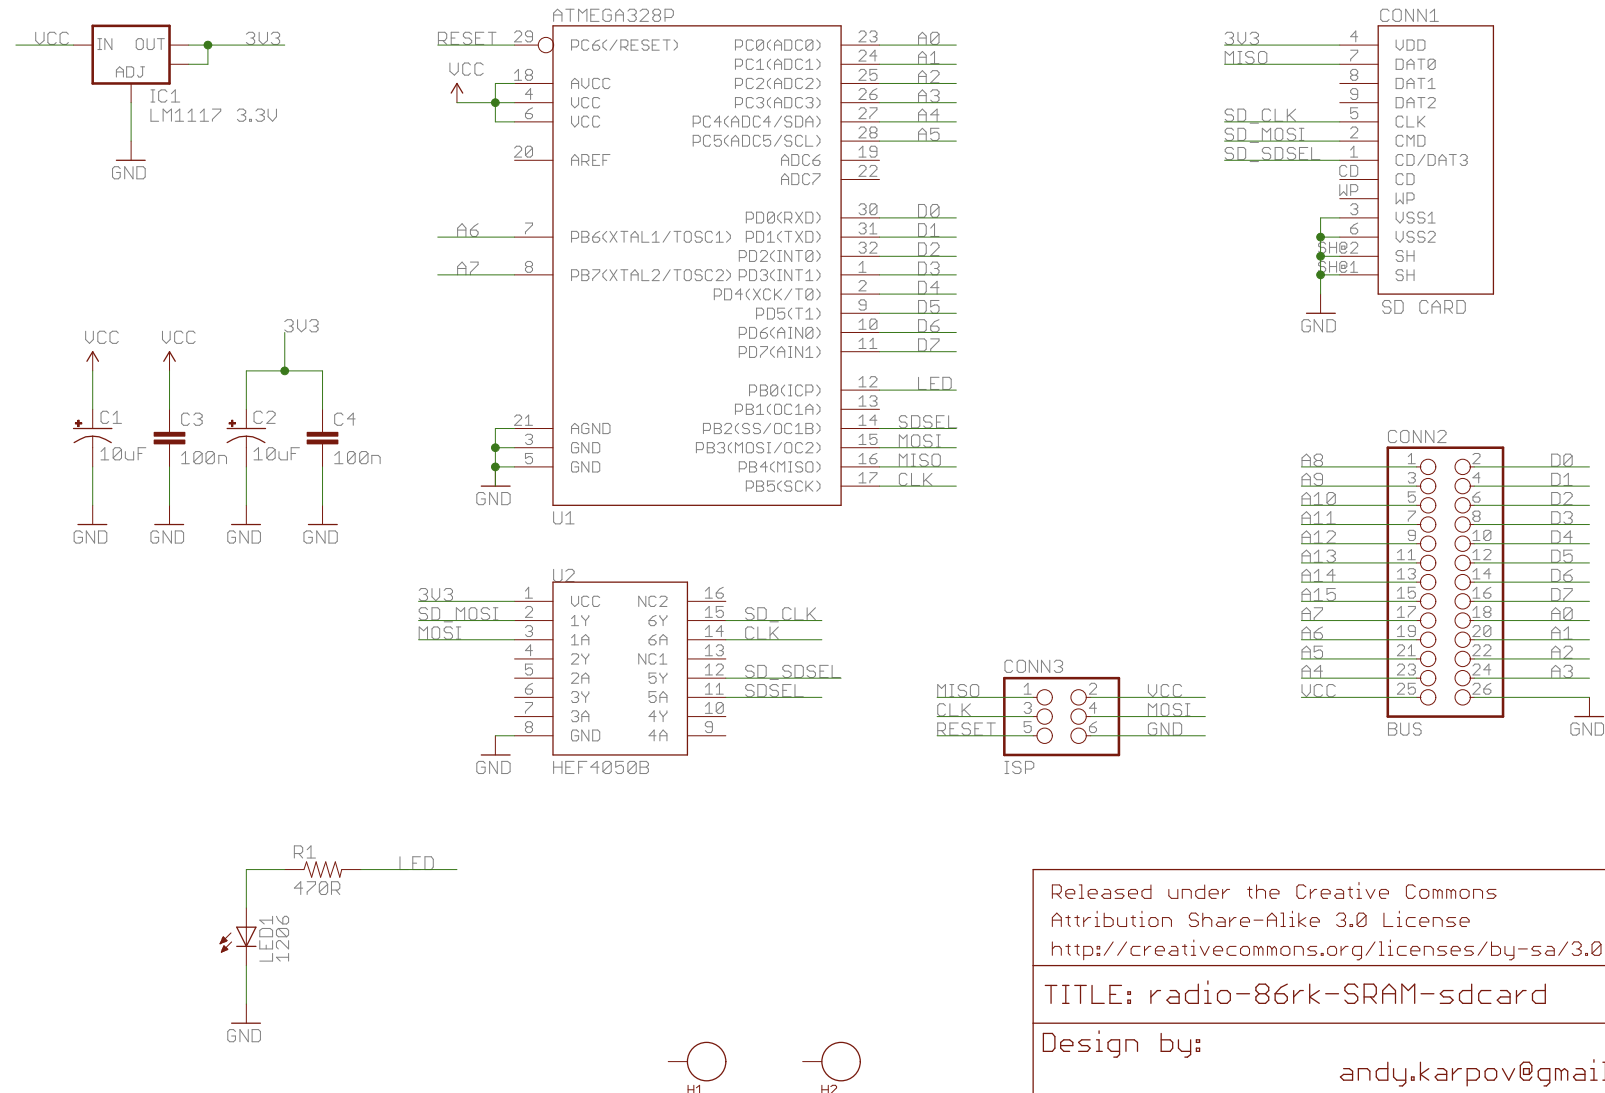 VCC IN OUT 3V3
ADJ
IC1
LM1117 3.3V
GND
ATMEGA328P
RESET 29 PC6(/RESET) PC0(ADC0) 23 A0
PC1(ADC1) 24 A1
VCC 18 AVCC PC2(ADC2) 25 A2
4 VCC PC3(ADC3) 26 A3
6 VCC PC4(ADC4/SDA) 27 A4
PC5(ADC5/SCL) 28 A5
20 AREF ADC6 19
ADC7 22
PD0(RXD) 30 D0
A6 7 PB6(XTAL1/TOSC1) PD1(TXD) 31 D1
PD2(INT0) 32 D2
A7 8 PB7(XTAL2/TOSC2) PD3(INT1) 1 D3
PD4(XCK/T0) 2 D4
PD5(T1) 9 D5
PD6(AIN0) 10 D6
PD7(AIN1) 11 D7
PB0(ICP) 12 LED
PB1(OC1A) 13
21 AGND PB2(SS/OC1B) 14 SDSEL
3 GND PB3(MOSI/OC2) 15 MOSI
5 GND PB4(MISO) 16 MISO
PB5(SCK) 17 CLK
GND
U1
CONN1
3V3 4 VDD
MISO 7 DAT0
8 DAT1
9 DAT2
SD_CLK 5 CLK
SD_MOSI 2 CMD
SD_SDSEL 1 CD/DAT3
CD CD
WP WP
3 VSS1
6 VSS2
SH@2 SH
SH@1 SH
GND
SD CARD
VCC VCC 3V3
C1 C3 C2 C4
10uF 100n 10uF 100n
GND GND GND GND
U2
3V3 1 VCC NC2 16
SD_MOSI 2 1Y 6Y 15 SD_CLK
MOSI 3 1A 6A 14 CLK
4 2Y NC1 13
5 2A 5Y 12 SD_SDSEL
6 3Y 5A 11 SDSEL
7 3A 4Y 10
8 GND 4A 9
GND
HEF4050B
CONN3
MISO 1 2 VCC
CLK 3 4 MOSI
RESET 5 6 GND
ISP
CONN2
A8 1 2 D0
A9 3 4 D1
A10 5 6 D2
A11 7 8 D3
A12 9 10 D4
A13 11 12 D5
A14 13 14 D6
A15 15 16 D7
A7 17 18 A0
A6 19 20 A1
A5 21 22 A2
A4 23 24 A3
VCC 25 26
GND
BUS
R1
470R
LED
LED1
1206
GND
H1
H2
Released under the Creative Commons
Attribution Share-Alike 3.0 License
http://creativecommons.org/licenses/by-sa/3.0
TITLE: radio-86rk-SRAM-sdcard
Design by:
andy.karpov@gmail